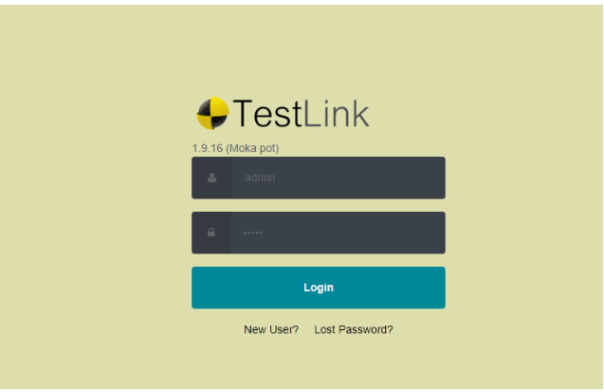 TestLink
1.9.16 (Moka pot)
admin
•••••
Login
New User? Lost Password?